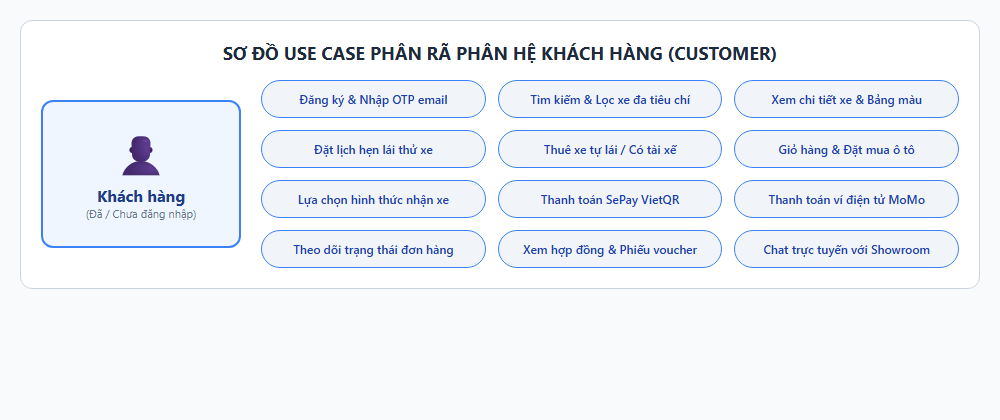 SƠ ĐỒ USE CASE PHÂN RÃ PHÂN HỆ KHÁCH HÀNG (CUSTOMER)
Khách hàng
(Đã / Chưa đăng nhập)
Đăng ký & Nhập OTP email
Tìm kiếm & Lọc xe đa tiêu chí
Xem chi tiết xe & Bảng màu
Đặt lịch hẹn lái thử xe
Thuê xe tự lái / Có tài xế
Giỏ hàng & Đặt mua ô tô
Lựa chọn hình thức nhận xe
Thanh toán SePay VietQR
Thanh toán ví điện tử MoMo
Theo dõi trạng thái đơn hàng
Xem hợp đồng & Phiếu voucher
Chat trực tuyến với Showroom